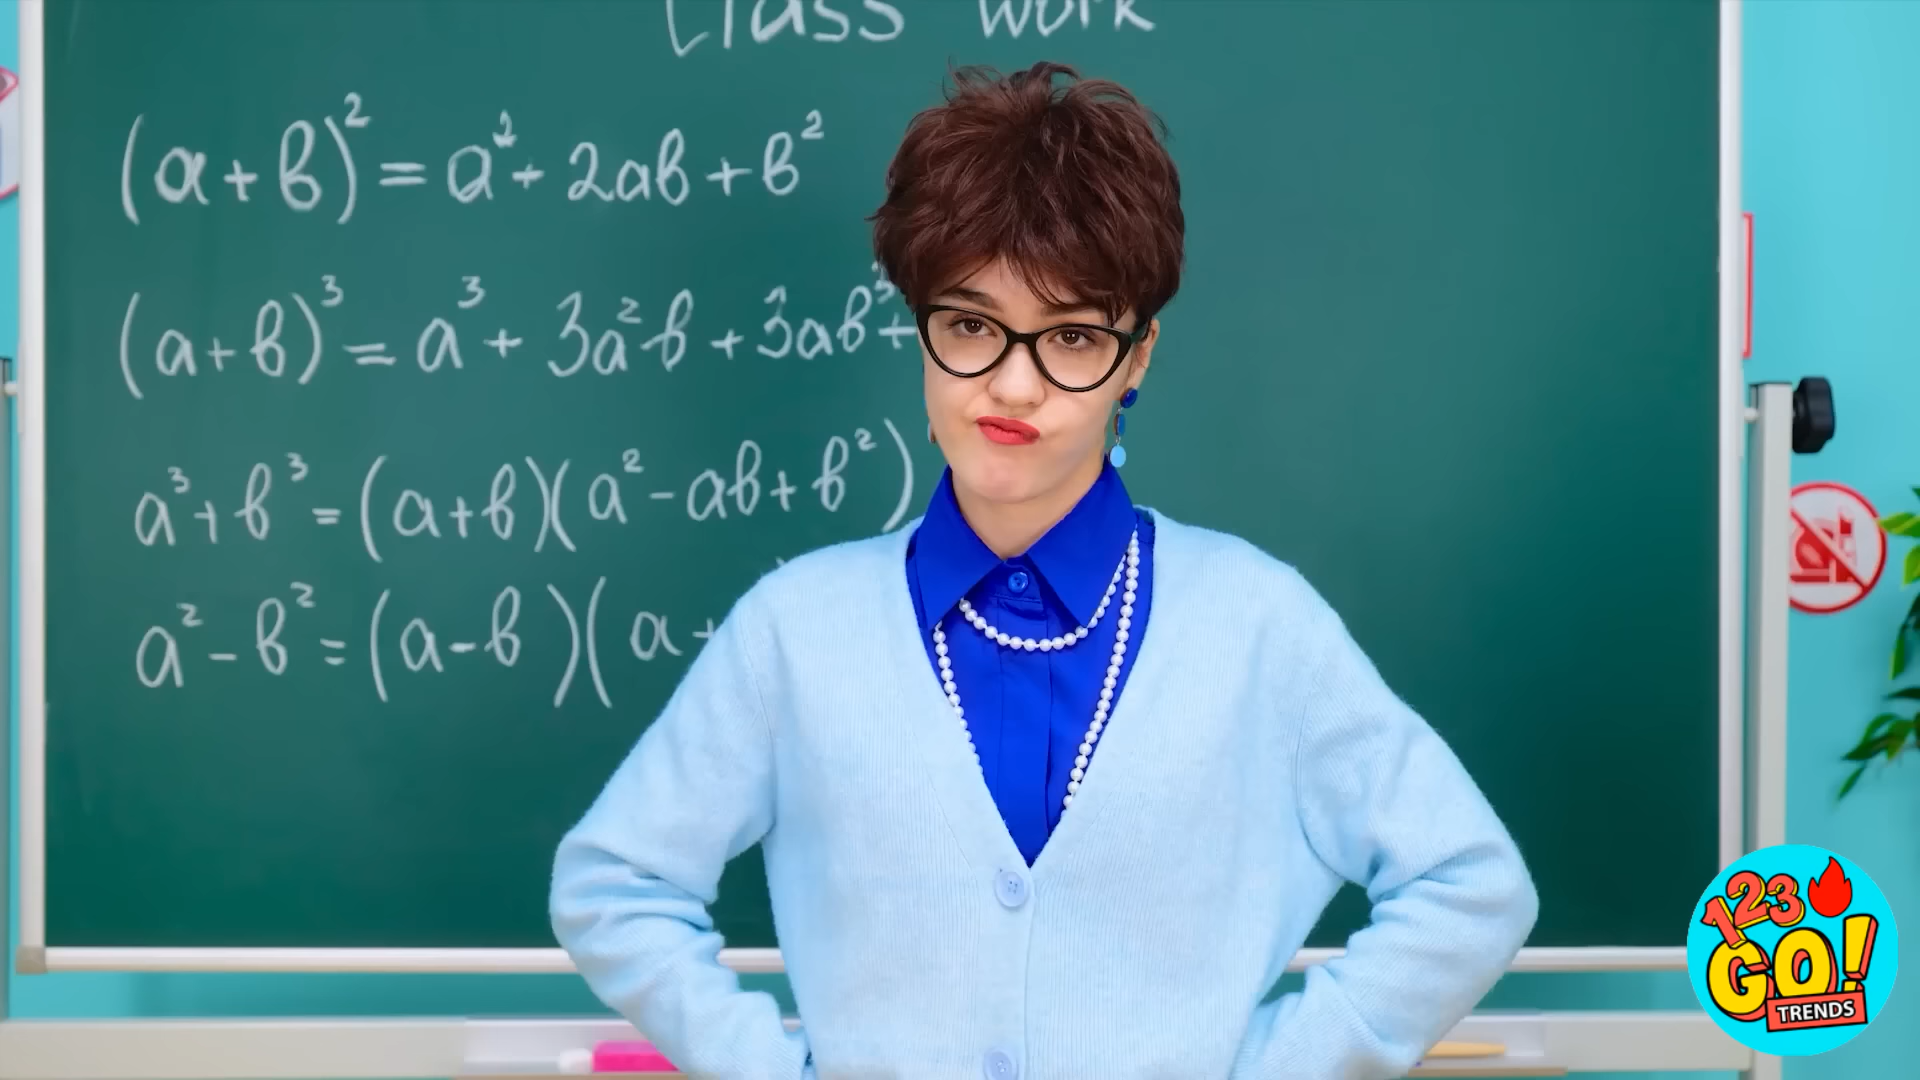 Class work
(a+b)² = a² + 2ab + b²
(a+b)³ = a³ + 3a²b + 3ab³+
a³+b³ = (a+b)(a²-ab+b²)
a²-b² = (a-b)(a+
123
GO!
TRENDS